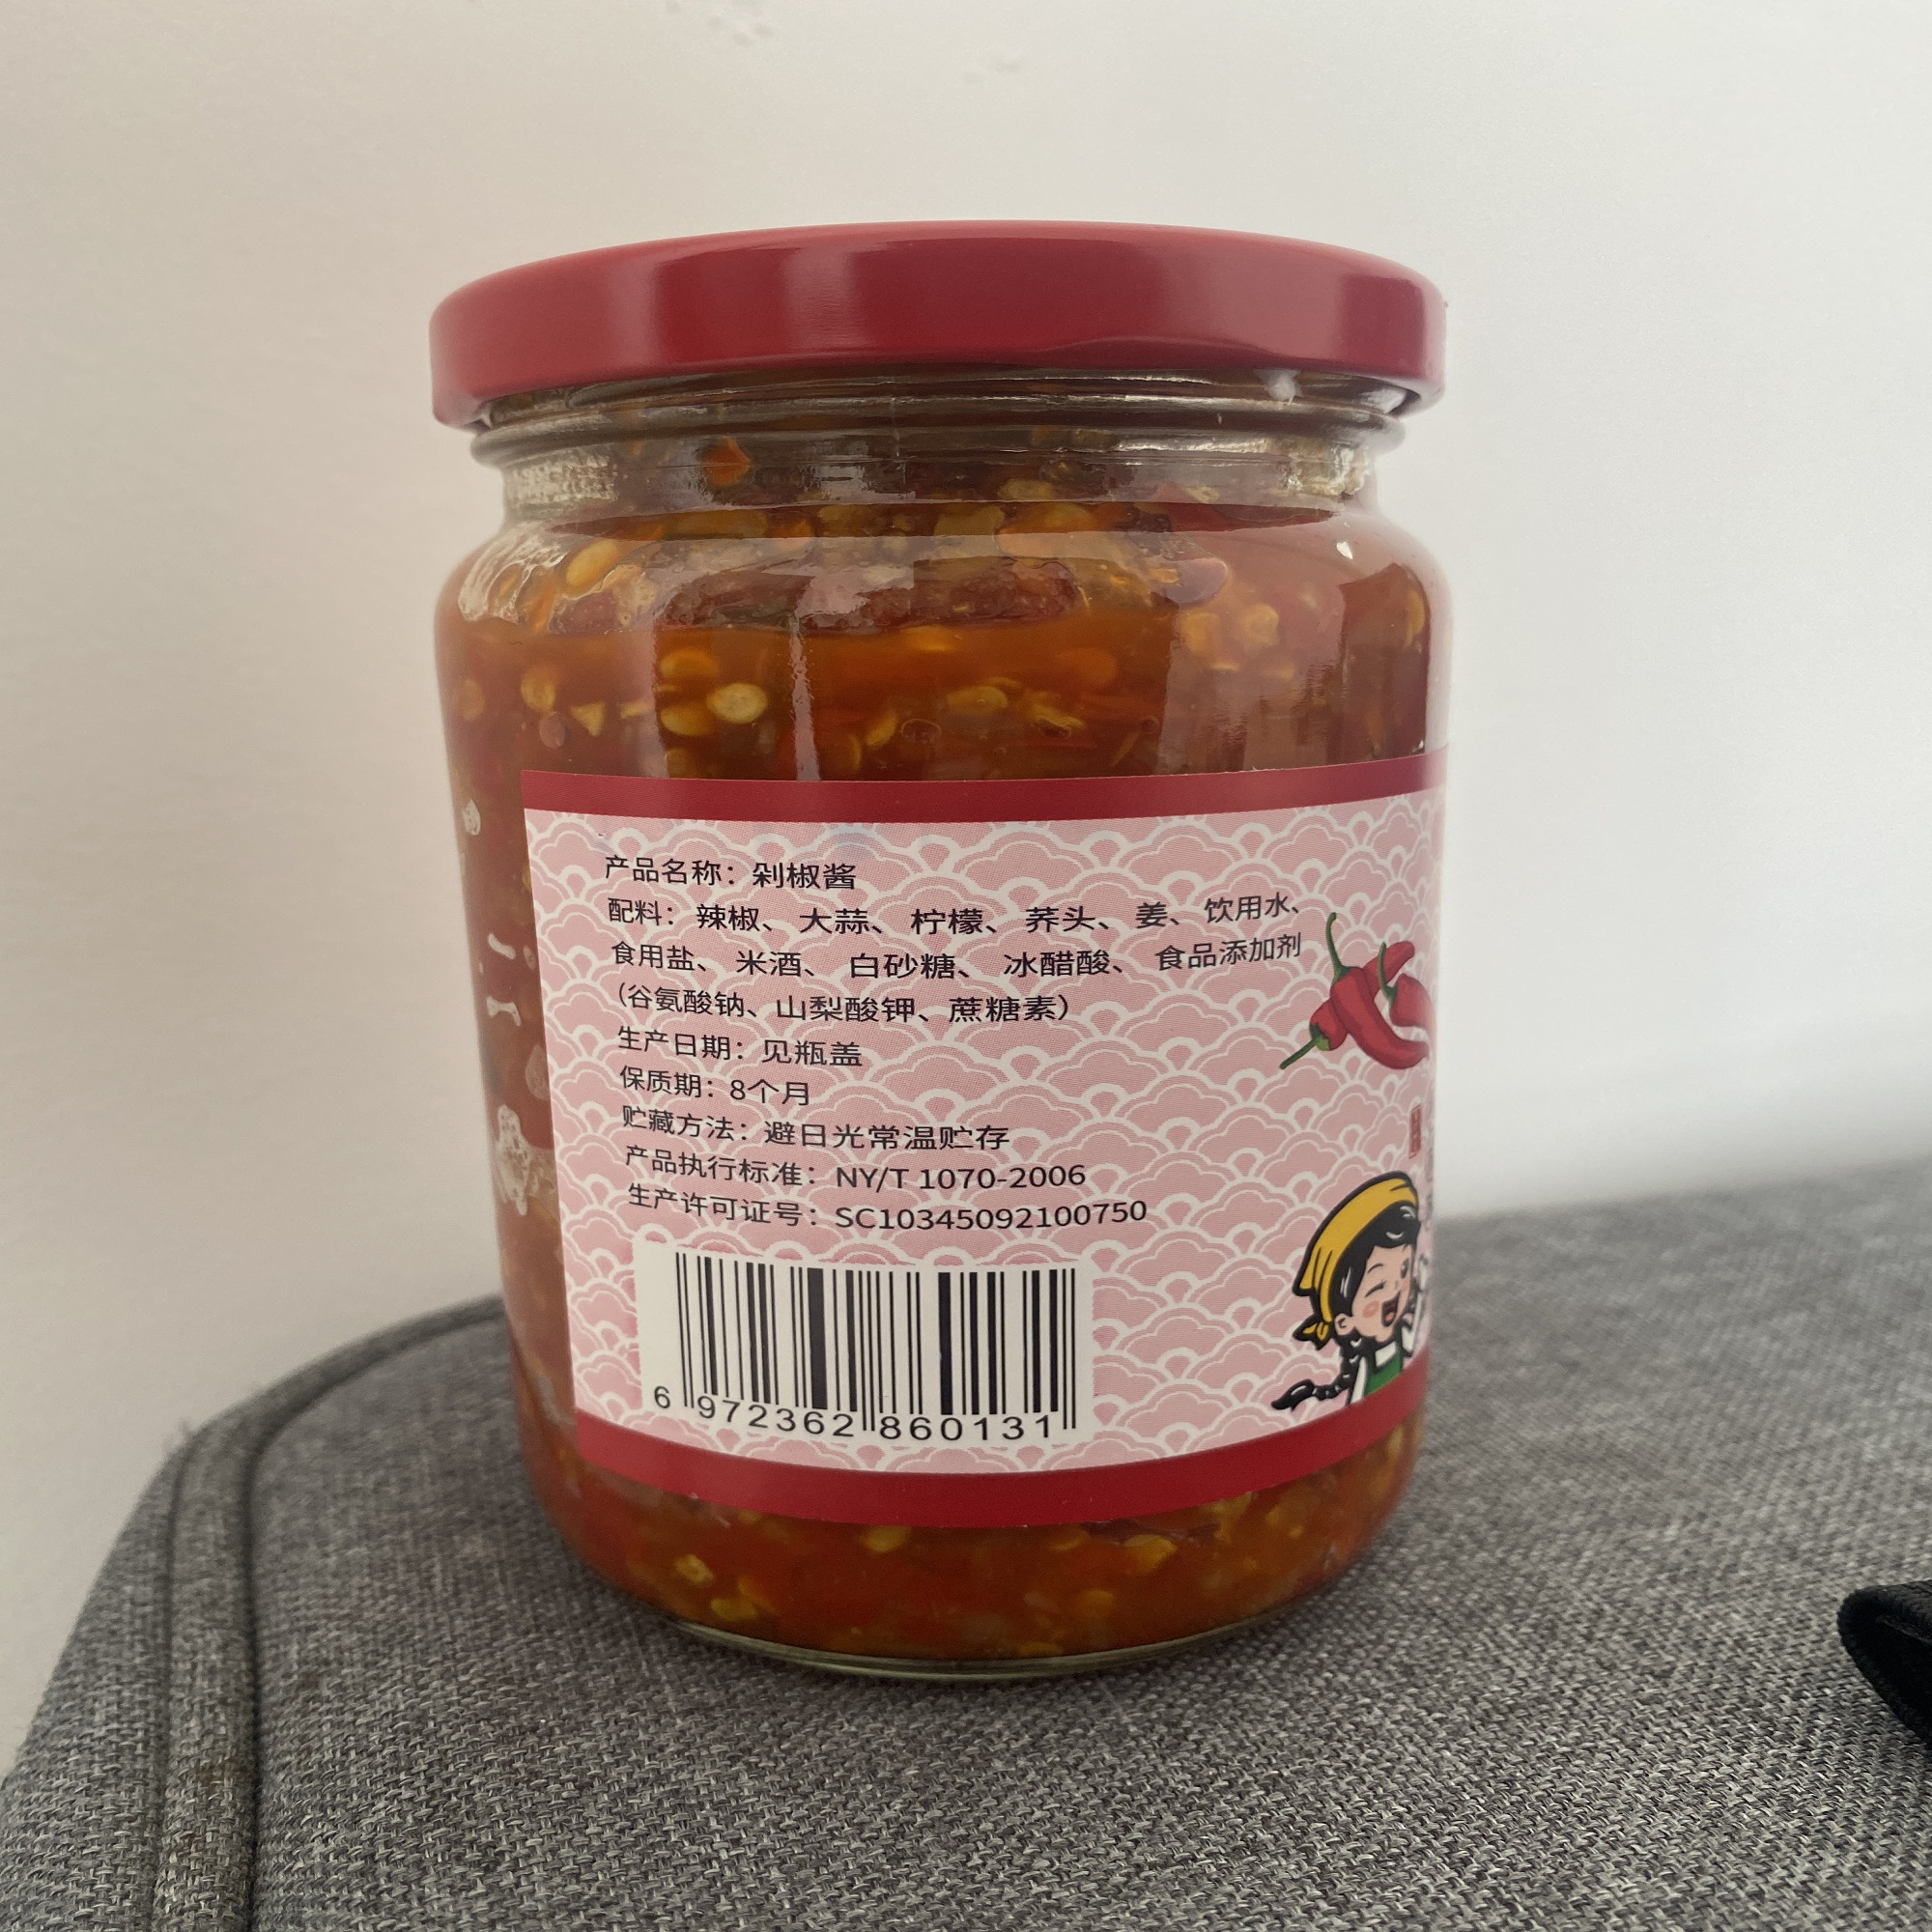 产品名称：剁椒酱
配料：辣椒、大蒜、柠檬、荞头、姜、饮用水、
食用盐、米酒、白砂糖、冰醋酸、食品添加剂
（谷氨酸钠、山梨酸钾、蔗糖素）
生产日期：见瓶盖
保质期：8个月
贮藏方法：避日光常温贮存
产品执行标准：NY/T 1070-2006
生产许可证号：SC10345092100750
6 972362 860131